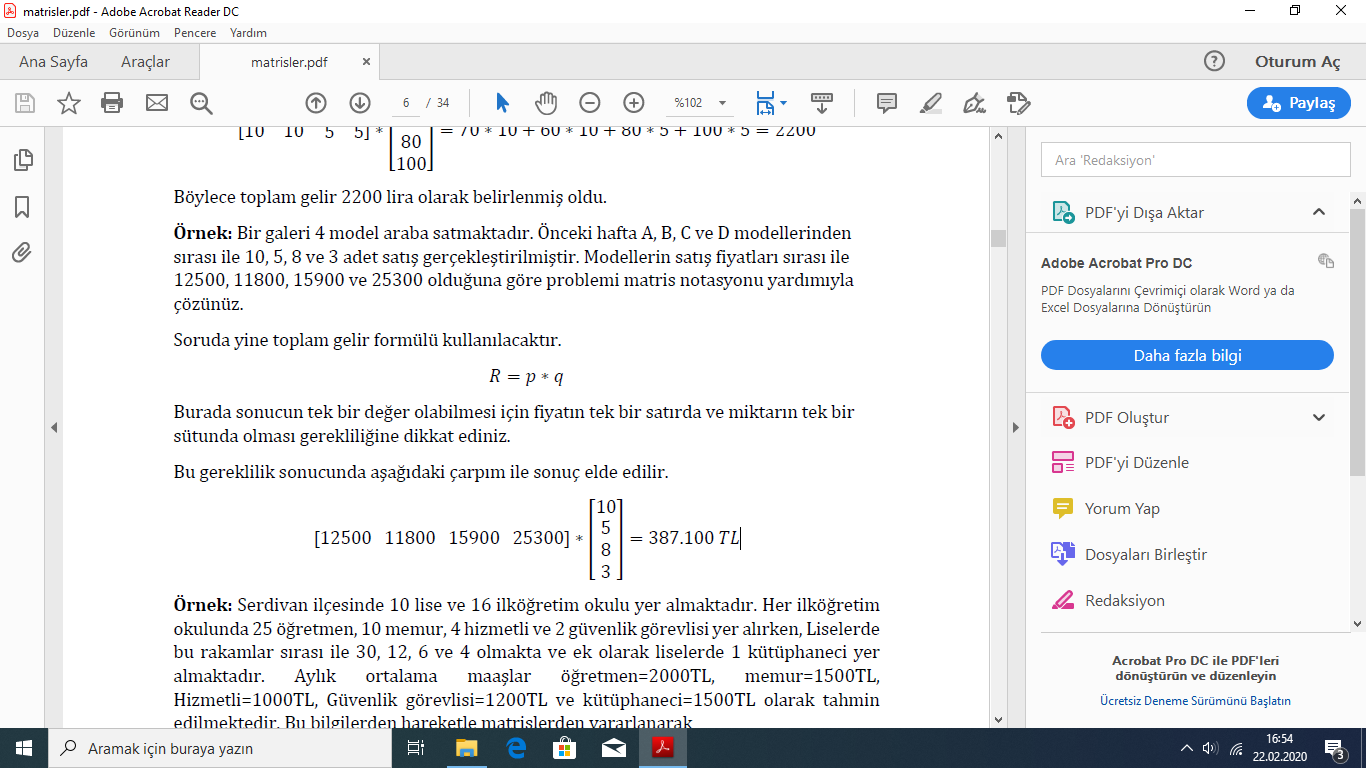 matrisler.pdf - Adobe Acrobat Reader DC
Dosya Düzenle Görünüm Pencere Yardım
Ana Sayfa Araçlar matrisler.pdf × ? Oturum Aç
6 / 34 %102 Paylaş
[10 10 5 5] ∗ [80 100] = 70 ∗ 10 + 60 ∗ 10 + 80 ∗ 5 + 100 ∗ 5 = 2200
Böylece toplam gelir 2200 lira olarak belirlenmiş oldu.
Örnek: Bir galeri 4 model araba satmaktadır. Önceki hafta A, B, C ve D modellerinden
sırası ile 10, 5, 8 ve 3 adet satış gerçekleştirilmiştir. Modellerin satış fiyatları sırası ile
12500, 11800, 15900 ve 25300 olduğuna göre problemi matris notasyonu yardımıyla
çözünüz.
Soruda yine toplam gelir formülü kullanılacaktır.
R = p ∗ q
Burada sonucun tek bir değer olabilmesi için fiyatın tek bir satırda ve miktarın tek bir
sütunda olması gerekliliğine dikkat ediniz.
Bu gereklilik sonucunda aşağıdaki çarpım ile sonuç elde edilir.
[12500 11800 15900 25300] ∗ [10 5 8 3] = 387.100 TL
Örnek: Serdivan ilçesinde 10 lise ve 16 ilköğretim okulu yer almaktadır. Her ilköğretim
okulunda 25 öğretmen, 10 memur, 4 hizmetli ve 2 güvenlik görevlisi yer alırken, Liselerde
bu rakamlar sırası ile 30, 12, 6 ve 4 olmakta ve ek olarak liselerde 1 kütüphaneci yer
almaktadır. Aylık ortalama maaşlar öğretmen=2000TL, memur=1500TL,
Hizmetli=1000TL, Güvenlik görevlisi=1200TL ve kütüphaneci=1500TL olarak tahmin
edilmektedir. Bu bilgilerden hareketle matrislerden yararlanarak
Ara 'Redaksiyon'
PDF'yi Dışa Aktar
Adobe Acrobat Pro DC
PDF Dosyalarını Çevrimiçi olarak Word ya da
Excel Dosyalarına Dönüştürün
Daha fazla bilgi
PDF Oluştur
PDF'yi Düzenle
Yorum Yap
Dosyaları Birleştir
Redaksiyon
Acrobat Pro DC ile PDF'leri
dönüştürün ve düzenleyin
Ücretsiz Deneme Sürümünü Başlatın
Aramak için buraya yazın
16:54
22.02.2020
3